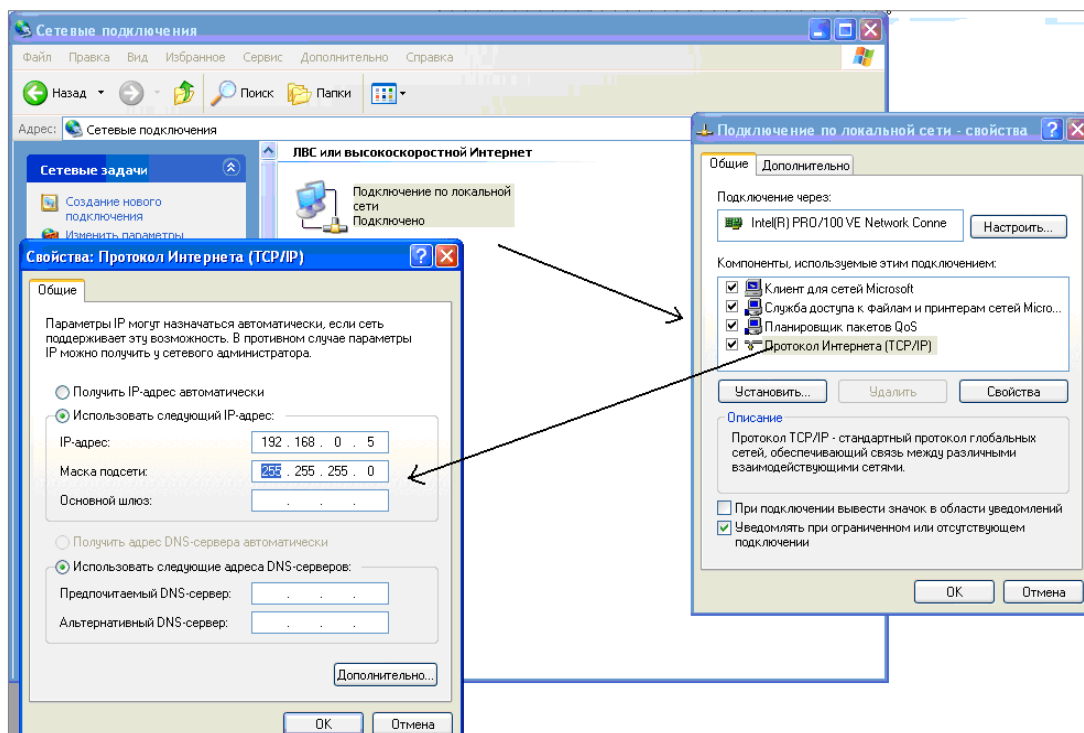 Сетевые подключения
Файл Правка Вид Избранное Сервис Дополнительно Справка
Назад Поиск Папки
Адрес: Сетевые подключения
Сетевые задачи
Создание нового
подключения
Изменить параметры
ЛВС или высокоскоростной Интернет
Подключение по локальной
сети
Подключено
Подключение по локальной сети - свойства
Общие Дополнительно
Подключение через:
Intel(R) PRO/100 VE Network Conne
Настроить...
Компоненты, используемые этим подключением:
Клиент для сетей Microsoft
Служба доступа к файлам и принтерам сетей Micro...
Планировщик пакетов QoS
Протокол Интернета (TCP/IP)
Установить... Удалить Свойства
Описание
Протокол TCP/IP - стандартный протокол глобальных
сетей, обеспечивающий связь между различными
взаимодействующими сетями.
При подключении вывести значок в области уведомлений
Уведомлять при ограниченном или отсутствующем
подключении
OK Отмена
Свойства: Протокол Интернета (TCP/IP)
Общие
Параметры IP могут назначаться автоматически, если сеть
поддерживает эту возможность. В противном случае параметры
IP можно получить у сетевого администратора.
Получить IP-адрес автоматически
Использовать следующий IP-адрес:
IP-адрес: 192 . 168 . 0 . 5
Маска подсети: 255 . 255 . 255 . 0
Основной шлюз: . . .
Получить адрес DNS-сервера автоматически
Использовать следующие адреса DNS-серверов:
Предпочитаемый DNS-сервер: . . .
Альтернативный DNS-сервер: . . .
Дополнительно...
OK Отмена